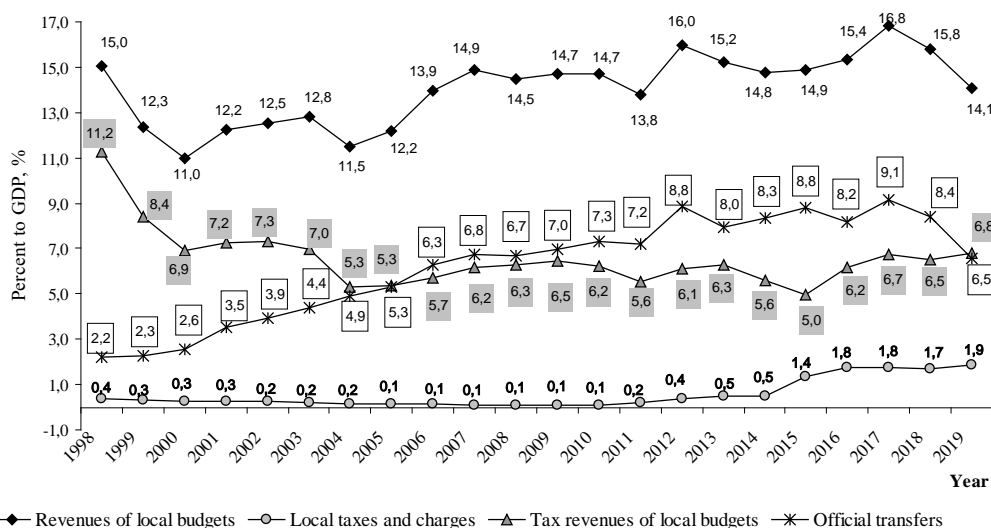 17,0
15,0
13,0
11,0
9,0
7,0
5,0
3,0
1,0
-1,0
Percent to GDP, %
15,0 12,3 11,0 12,2 12,5 12,8 11,5 12,2 13,9 14,9 14,5 14,7 14,7 13,8 16,0 15,2 14,8 14,9 15,4 16,8 15,8 14,1
11,2 8,4 6,9 7,2 7,3 7,0 5,3 5,3 5,7 6,2 6,3 6,5 6,2 5,6 6,1 6,3 5,6 5,0 6,2 6,7 6,5 6,8
2,2 2,3 2,6 3,5 3,9 4,4 4,9 5,3 6,3 6,8 6,7 7,0 7,3 7,2 8,8 8,0 8,3 8,8 8,2 9,1 8,4 6,5
0,4 0,3 0,3 0,3 0,2 0,2 0,2 0,1 0,1 0,1 0,1 0,1 0,1 0,2 0,4 0,5 0,5 1,4 1,8 1,8 1,7 1,9
1998 1999 2000 2001 2002 2003 2004 2005 2006 2007 2008 2009 2010 2011 2012 2013 2014 2015 2016 2017 2018 2019
Year
Revenues of local budgets Local taxes and charges Tax revenues of local budgets Official transfers